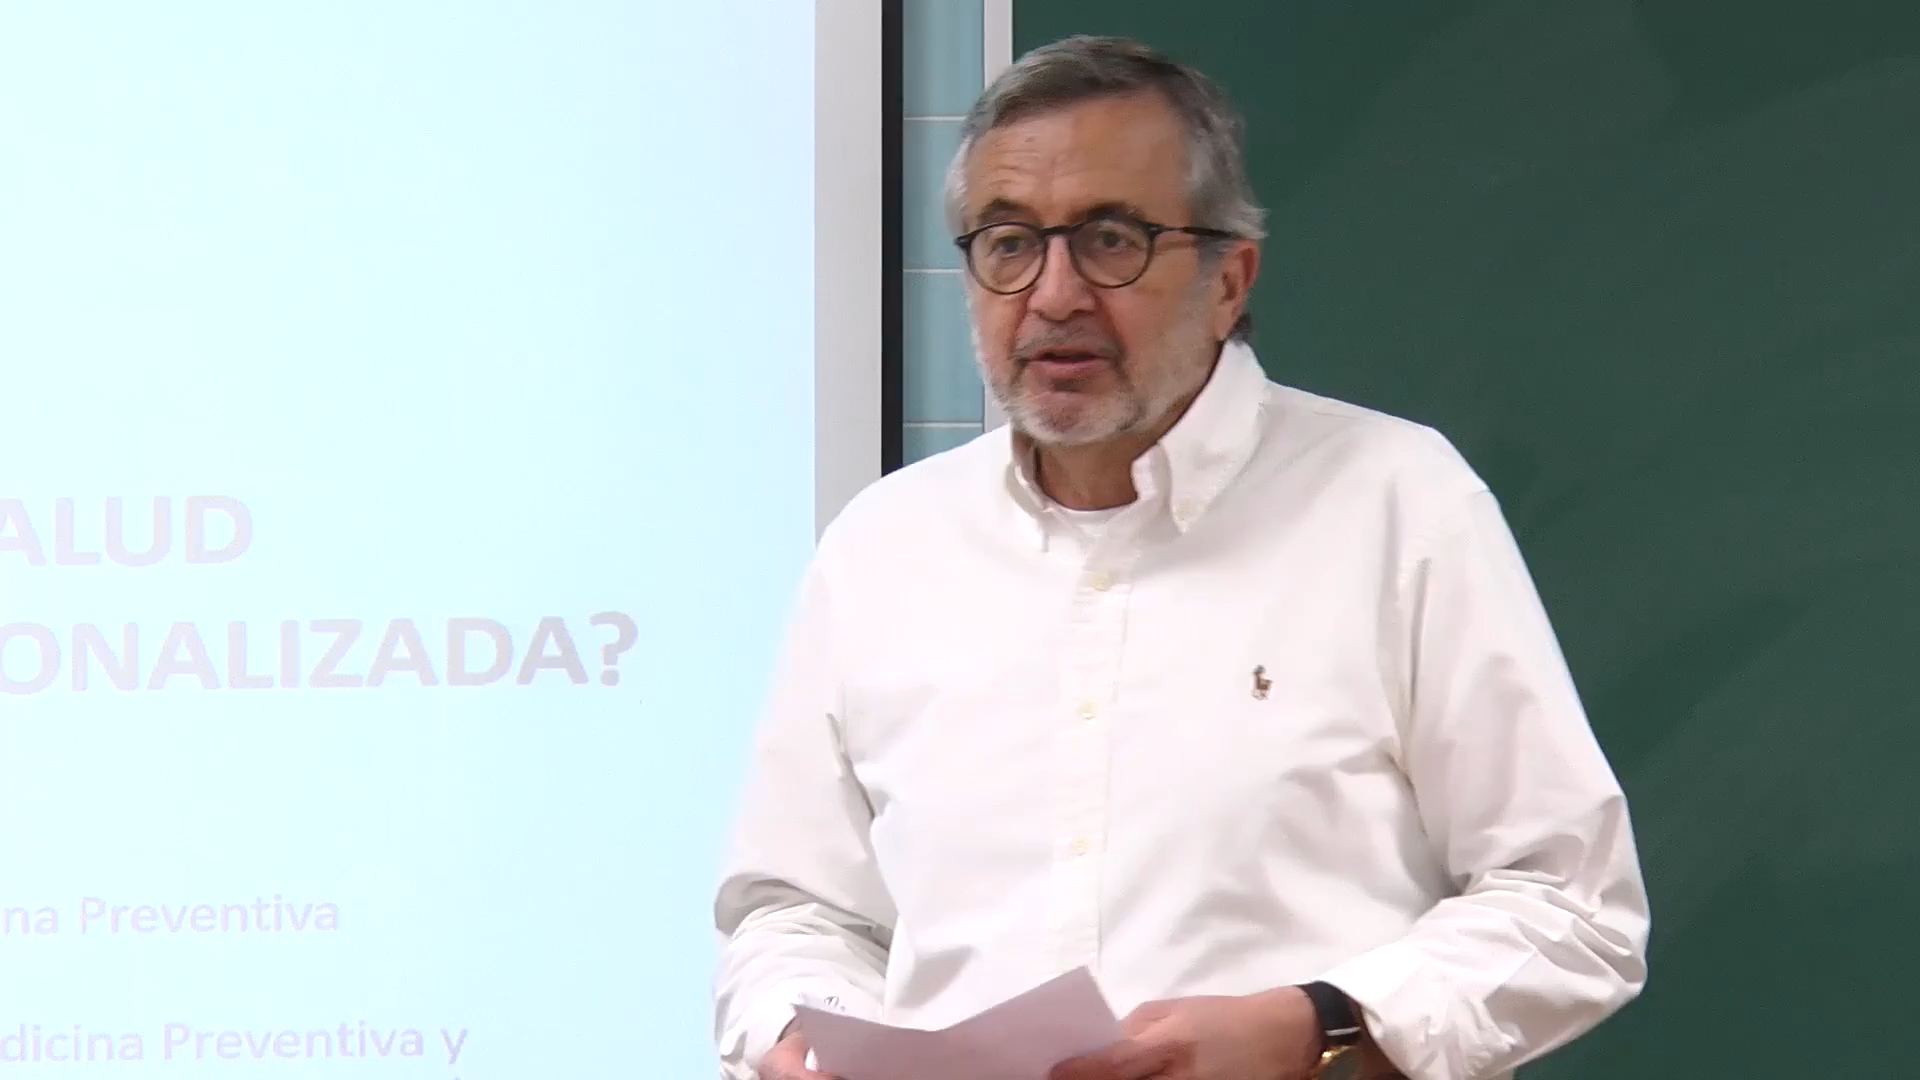 ALUD
ONALIZADA?
na Preventiva
dicina Preventiva y